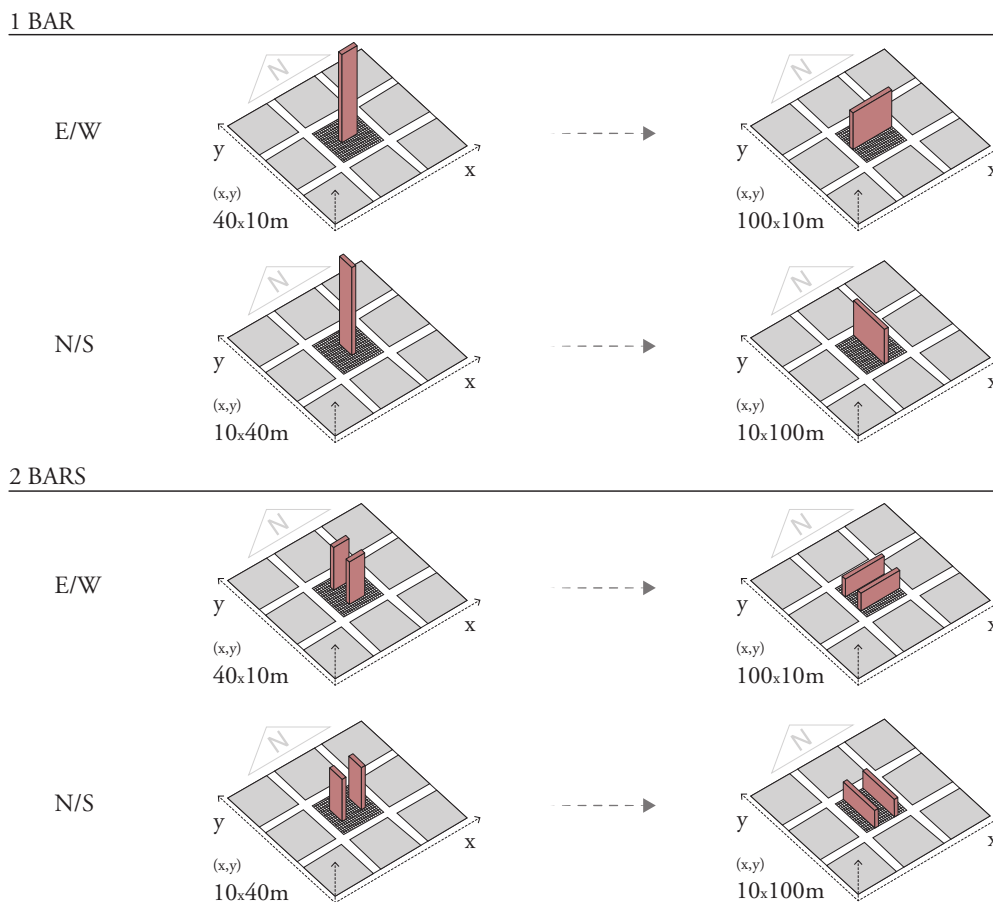 1 BAR
N
N
E/W
y
x
y
x
(x,y)
40x10m
(x,y)
100x10m
N
N
N/S
y
x
y
x
(x,y)
10x40m
(x,y)
10x100m
2 BARS
N
N
E/W
y
x
y
x
(x,y)
40x10m
(x,y)
100x10m
N
N
N/S
y
x
y
x
(x,y)
10x40m
(x,y)
10x100m